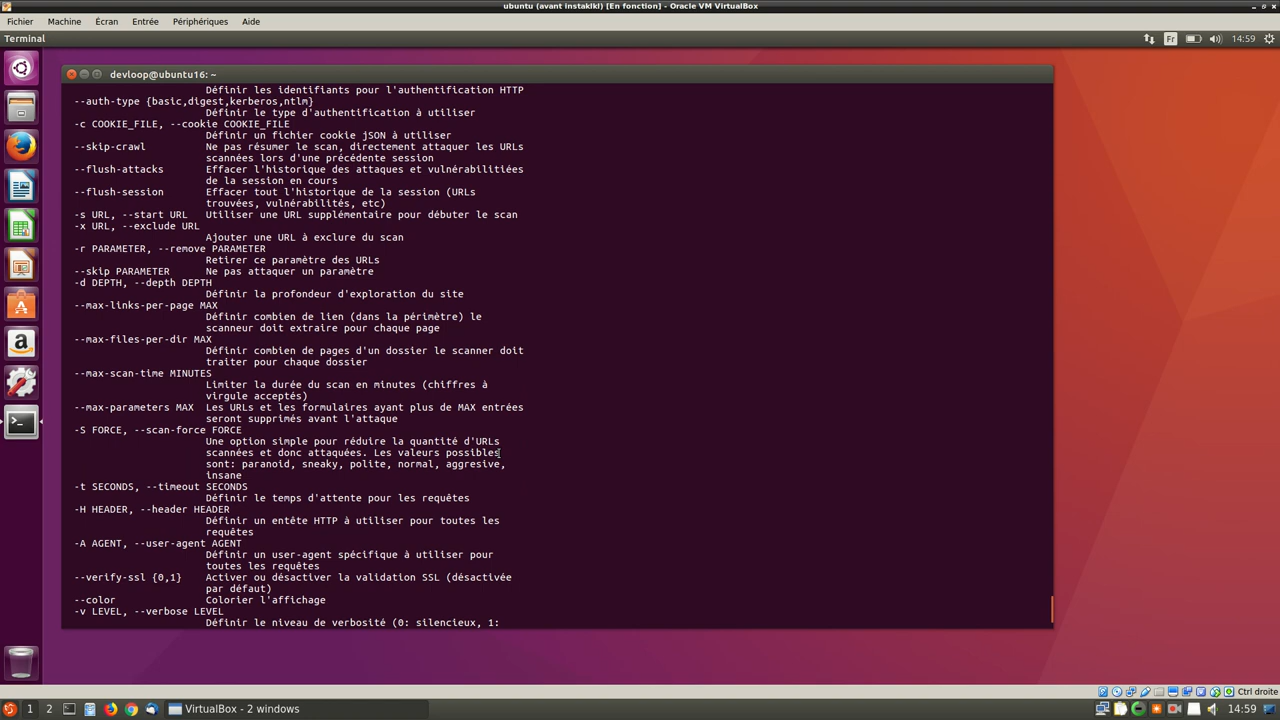 ubuntu (avant instaklkl) [En fonction] - Oracle VM VirtualBox
Fichier Machine Écran Entrée Périphériques Aide
Terminal Fr 14:59
devloop@ubuntu16: ~
Définir les identifiants pour l'authentification HTTP
--auth-type {basic,digest,kerberos,ntlm}
Définir le type d'authentification à utiliser
-c COOKIE_FILE, --cookie COOKIE_FILE
Définir un fichier cookie jSON à utiliser
--skip-crawl Ne pas résumer le scan, directement attaquer les URLs
scannées lors d'une précédente session
--flush-attacks Effacer l'historique des attaques et vulnérabilitiées
de la session en cours
--flush-session Effacer tout l'historique de la session (URLs
trouvées, vulnérabilités, etc)
-s URL, --start URL Utiliser une URL supplémentaire pour débuter le scan
-x URL, --exclude URL
Ajouter une URL à exclure du scan
-r PARAMETER, --remove PARAMETER
Retirer ce paramètre des URLs
--skip PARAMETER Ne pas attaquer un paramètre
-d DEPTH, --depth DEPTH
Définir la profondeur d'exploration du site
--max-links-per-page MAX
Définir combien de lien (dans la périmètre) le
scanneur doit extraire pour chaque page
--max-files-per-dir MAX
Définir combien de pages d'un dossier le scanner doit
traiter pour chaque dossier
--max-scan-time MINUTES
Limiter la durée du scan en minutes (chiffres à
virgule acceptés)
--max-parameters MAX Les URLs et les formulaires ayant plus de MAX entrées
seront supprimés avant l'attaque
-S FORCE, --scan-force FORCE
Une option simple pour réduire la quantité d'URLs
scannées et donc attaquées. Les valeurs possibles
sont: paranoid, sneaky, polite, normal, aggresive,
insane
-t SECONDS, --timeout SECONDS
Définir le temps d'attente pour les requêtes
-H HEADER, --header HEADER
Définir un entête HTTP à utiliser pour toutes les
requêtes
-A AGENT, --user-agent AGENT
Définir un user-agent spécifique à utiliser pour
toutes les requêtes
--verify-ssl {0,1} Activer ou désactiver la validation SSL (désactivée
par défaut)
--color Colorier l'affichage
-v LEVEL, --verbose LEVEL
Définir le niveau de verbosité (0: silencieux, 1:
Ctrl droite
1 2 VirtualBox - 2 windows 14:59